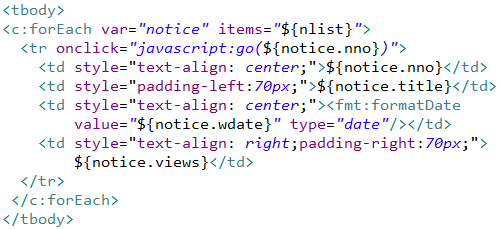 <tbody>
<c:forEach var="notice" items="${nlist}">
<tr onclick="javascript:go(${notice.nno})">
<td style="text-align: center;">${notice.nno}</td>
<td style="padding-left:70px;">${notice.title}</td>
<td style="text-align: center;"><fmt:formatDate
value="${notice.wdate}" type="date"/></td>
<td style="text-align: right;padding-right:70px;">
${notice.views}</td>
</tr>
</c:forEach>
</tbody>